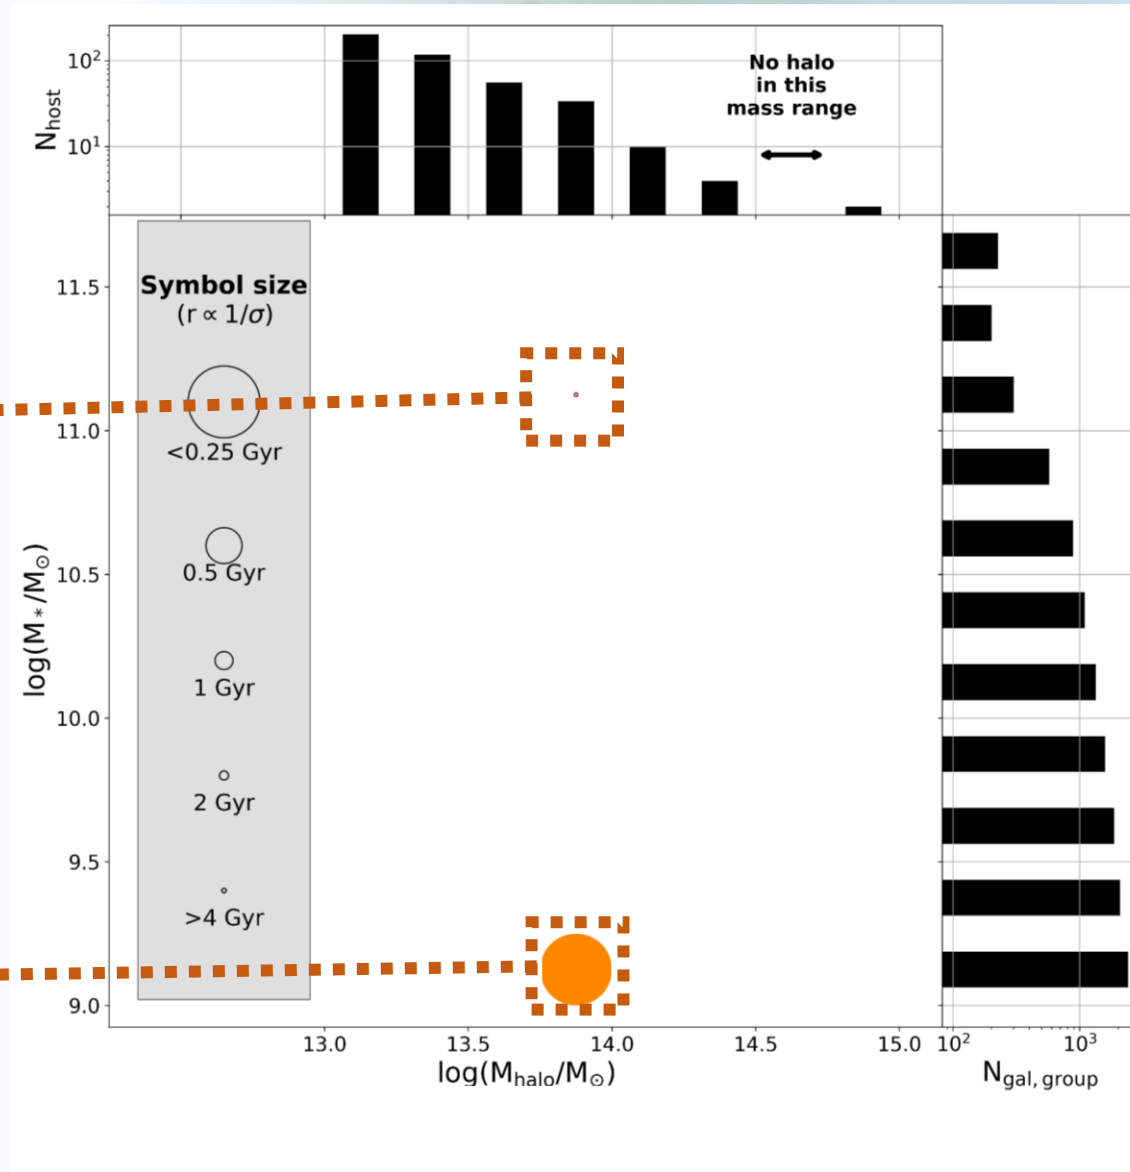 N_host
10²
10¹
No halo
in this
mass range
Symbol size
(r ∝ 1/σ)
<0.25 Gyr
0.5 Gyr
1 Gyr
2 Gyr
>4 Gyr
log(M∗/M⊙)
11.5
11.0
10.5
10.0
9.5
9.0
13.0 13.5 14.0 14.5 15.0
log(M_halo/M⊙)
10² 10³
N_gal, group